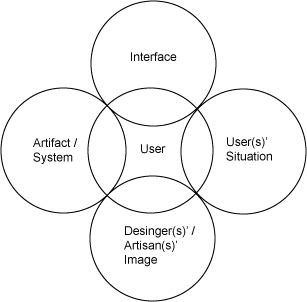 Interface
Artifact /
System
User
User(s)'
Situation
Desinger(s)' /
Artisan(s)'
Image